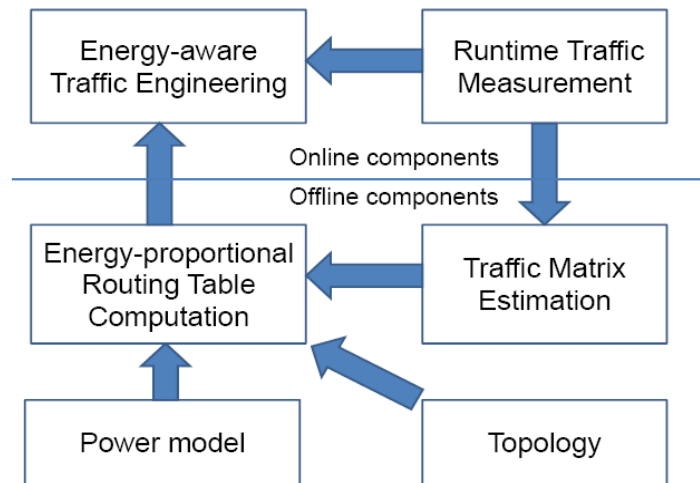 Energy-aware
Traffic Engineering
Runtime Traffic
Measurement
Online components
Offline components
Energy-proportional
Routing Table
Computation
Traffic Matrix
Estimation
Power model
Topology